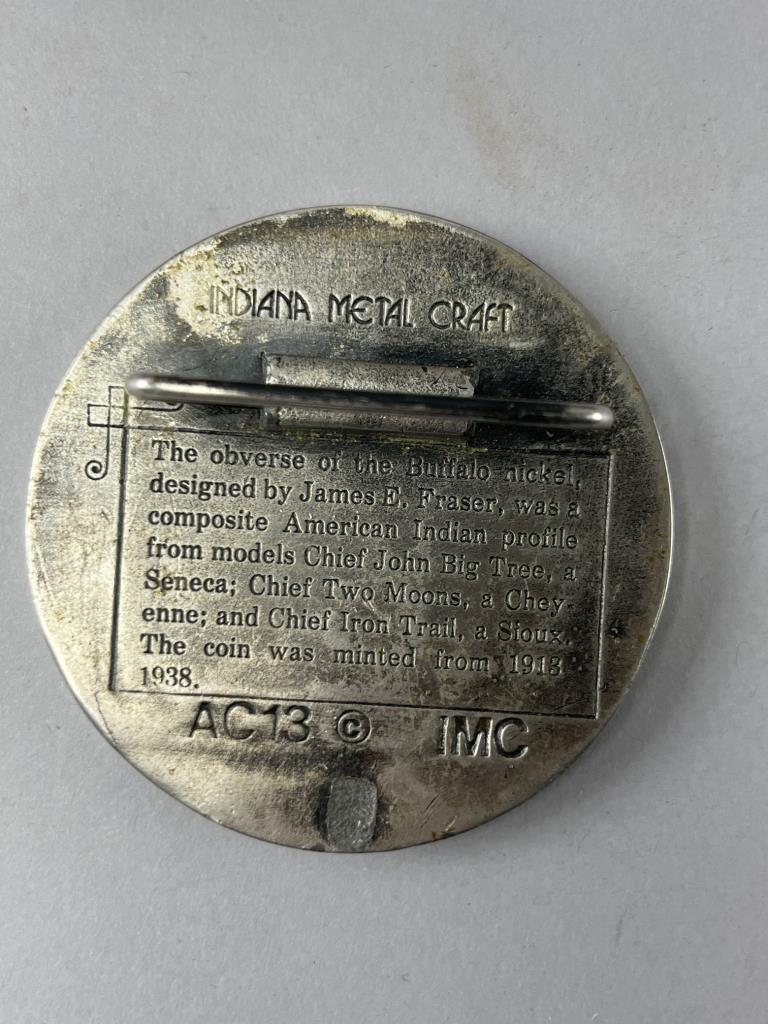 INDIANA METAL CRAFT
The obverse of the Buffalo nickel,
designed by James E. Fraser, was a
composite American Indian profile
from models Chief John Big Tree, a
Seneca; Chief Two Moons, a Chey-
enne; and Chief Iron Trail, a Sioux.
The coin was minted from 1913
1938.
AC13 © IMC